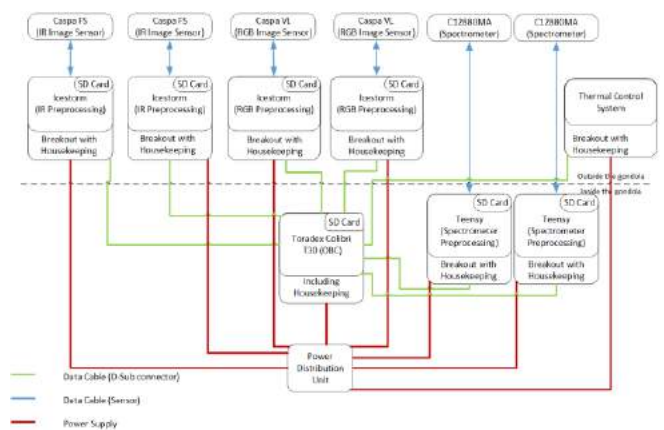 Caspa FS
(IR Image Sensor)
Caspa FS
(IR Image Sensor)
Caspa VL
(RGB Image Sensor)
Caspa VL
(RGB Image Sensor)
C12880MA
(Spectrometer)
C12880MA
(Spectrometer)
SD Card
Icestorm
(IR Preprocessing)
Breakout with
Housekeeping
SD Card
Icestorm
(IR Preprocessing)
Breakout with
Housekeeping
SD Card
Icestorm
(RGB Preprocessing)
Breakout with
Housekeeping
SD Card
Icestorm
(RGB Preprocessing)
Breakout with
Housekeeping
Thermal Control
System
Breakout with
Housekeeping
Outside the gondola
Inside the gondola
SD Card
Toradex Colibri
T30 (OBC)
Including
Housekeeping
SD Card
Teensy
(Spectrometer
Preprocessing)
Breakout with
Housekeeping
SD Card
Teensy
(Spectrometer
Preprocessing)
Breakout with
Housekeeping
Power
Distribution
Unit
Data Cable (D-Sub connector)
Data Cable (Sensor)
Power Supply